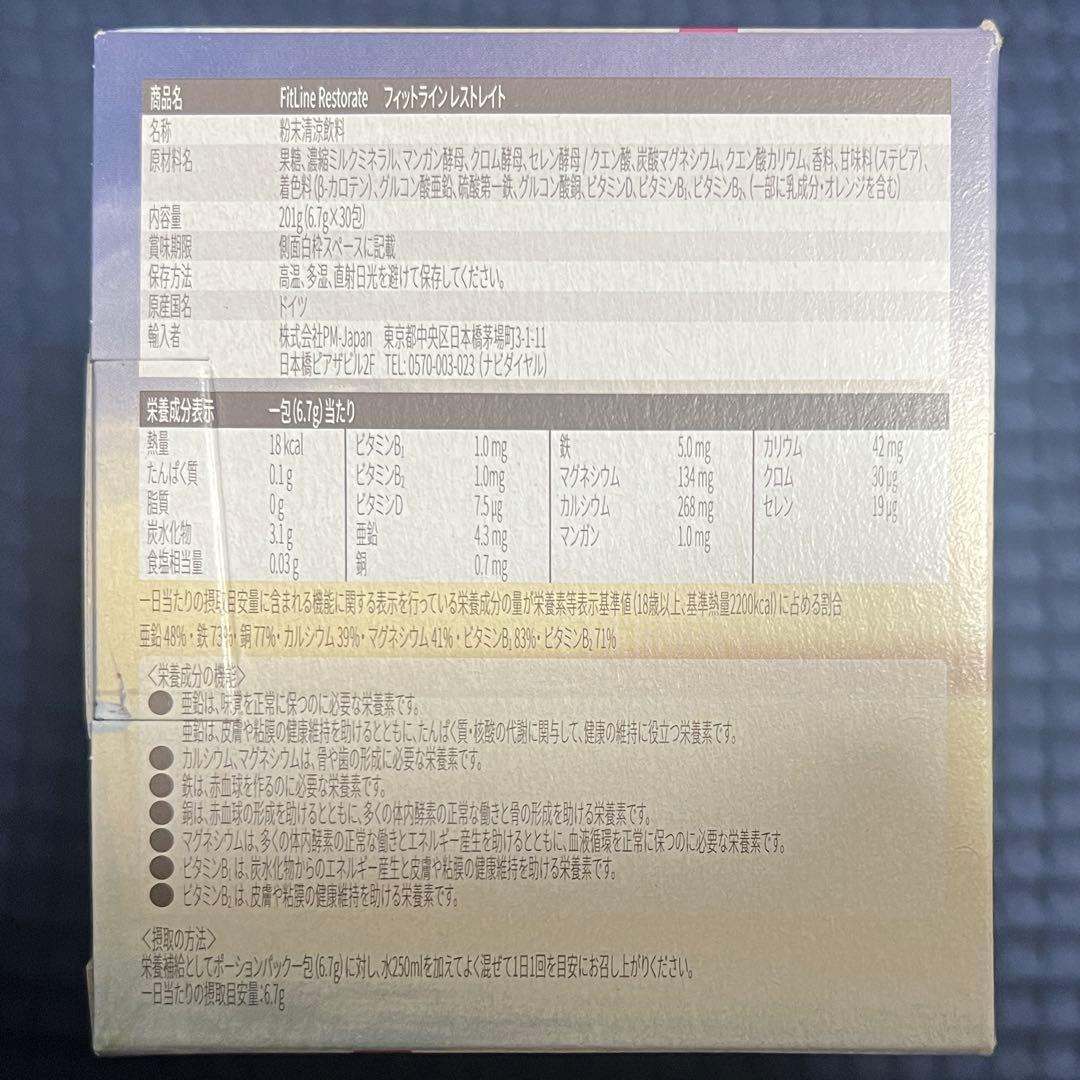 商品名 FitLine Restorate フィットライン レストレイト
名称 粉末清涼飲料
原材料名 果糖、濃縮ミルクミネラル、マンガン酵母、クロム酵母、セレン酵母 / クエン酸、炭酸マグネシウム、クエン酸カリウム、香料、甘味料(ステビア)、
着色料(β-カロテン)、グルコン酸亜鉛、硫酸第一鉄、グルコン酸銅、ビタミンD、ビタミンB₁、ビタミンB₂、(一部に乳成分・オレンジを含む)
内容量 201g(6.7g×30包)
賞味期限 側面白枠スペースに記載
保存方法 高温、多湿、直射日光を避けて保存してください。
原産国名 ドイツ
輸入者 株式会社PM-Japan 東京都中央区日本橋茅場町3-1-11
日本橋ピアザビル2F TEL: 0570-003-023 (ナビダイヤル)
栄養成分表示 一包(6.7g)当たり
熱量 18 kcal ビタミンB₁ 1.0 mg 鉄 5.0 mg カリウム 42 mg
たんぱく質 0.1 g ビタミンB₂ 1.0mg マグネシウム 134 mg クロム 30 μg
脂質 0 g ビタミンD 7.5 μg カルシウム 268 mg セレン 19 μg
炭水化物 3.1 g 亜鉛 4.3 mg マンガン 1.0 mg
食塩相当量 0.03 g 銅 0.7 mg
一日当たりの摂取目安量に含まれる機能に関する表示を行っている栄養成分の量が栄養素等表示基準値(18歳以上、基準熱量2200kcal)に占める割合
亜鉛 48%・鉄 73%・銅 77%・カルシウム 39%・マグネシウム 41%・ビタミンB₁ 83%・ビタミンB₂ 71%
<栄養成分の機能>
● 亜鉛は、味覚を正常に保つのに必要な栄養素です。
亜鉛は、皮膚や粘膜の健康維持を助けるとともに、たんぱく質・核酸の代謝に関与して、健康の維持に役立つ栄養素です。
● カルシウム、マグネシウムは、骨や歯の形成に必要な栄養素です。
● 鉄は、赤血球を作るのに必要な栄養素です。
● 銅は、赤血球の形成を助けるとともに、多くの体内酵素の正常な働きと骨の形成を助ける栄養素です。
● マグネシウムは、多くの体内酵素の正常な働きとエネルギー産生を助けるとともに、血液循環を正常に保つのに必要な栄養素です。
● ビタミンB₁は、炭水化物からのエネルギー産生と皮膚や粘膜の健康維持を助ける栄養素です。
● ビタミンB₂は、皮膚や粘膜の健康維持を助ける栄養素です。
<摂取の方法>
栄養補給としてポーションパック一包(6.7g)に対し、水250mlを加えてよく混ぜて1日1回を目安にお召し上がりください。
一日当たりの摂取目安量:6.7g